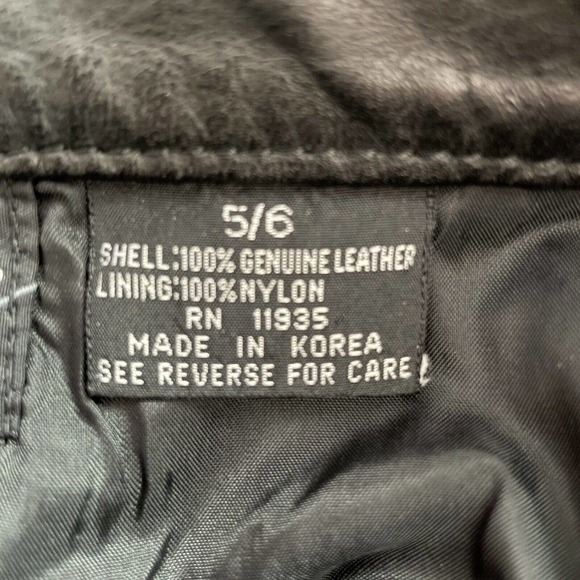 5/6
SHELL:100% GENUINE LEATHER
LINING:100% NYLON
RN 11935
MADE IN KOREA
SEE REVERSE FOR CARE